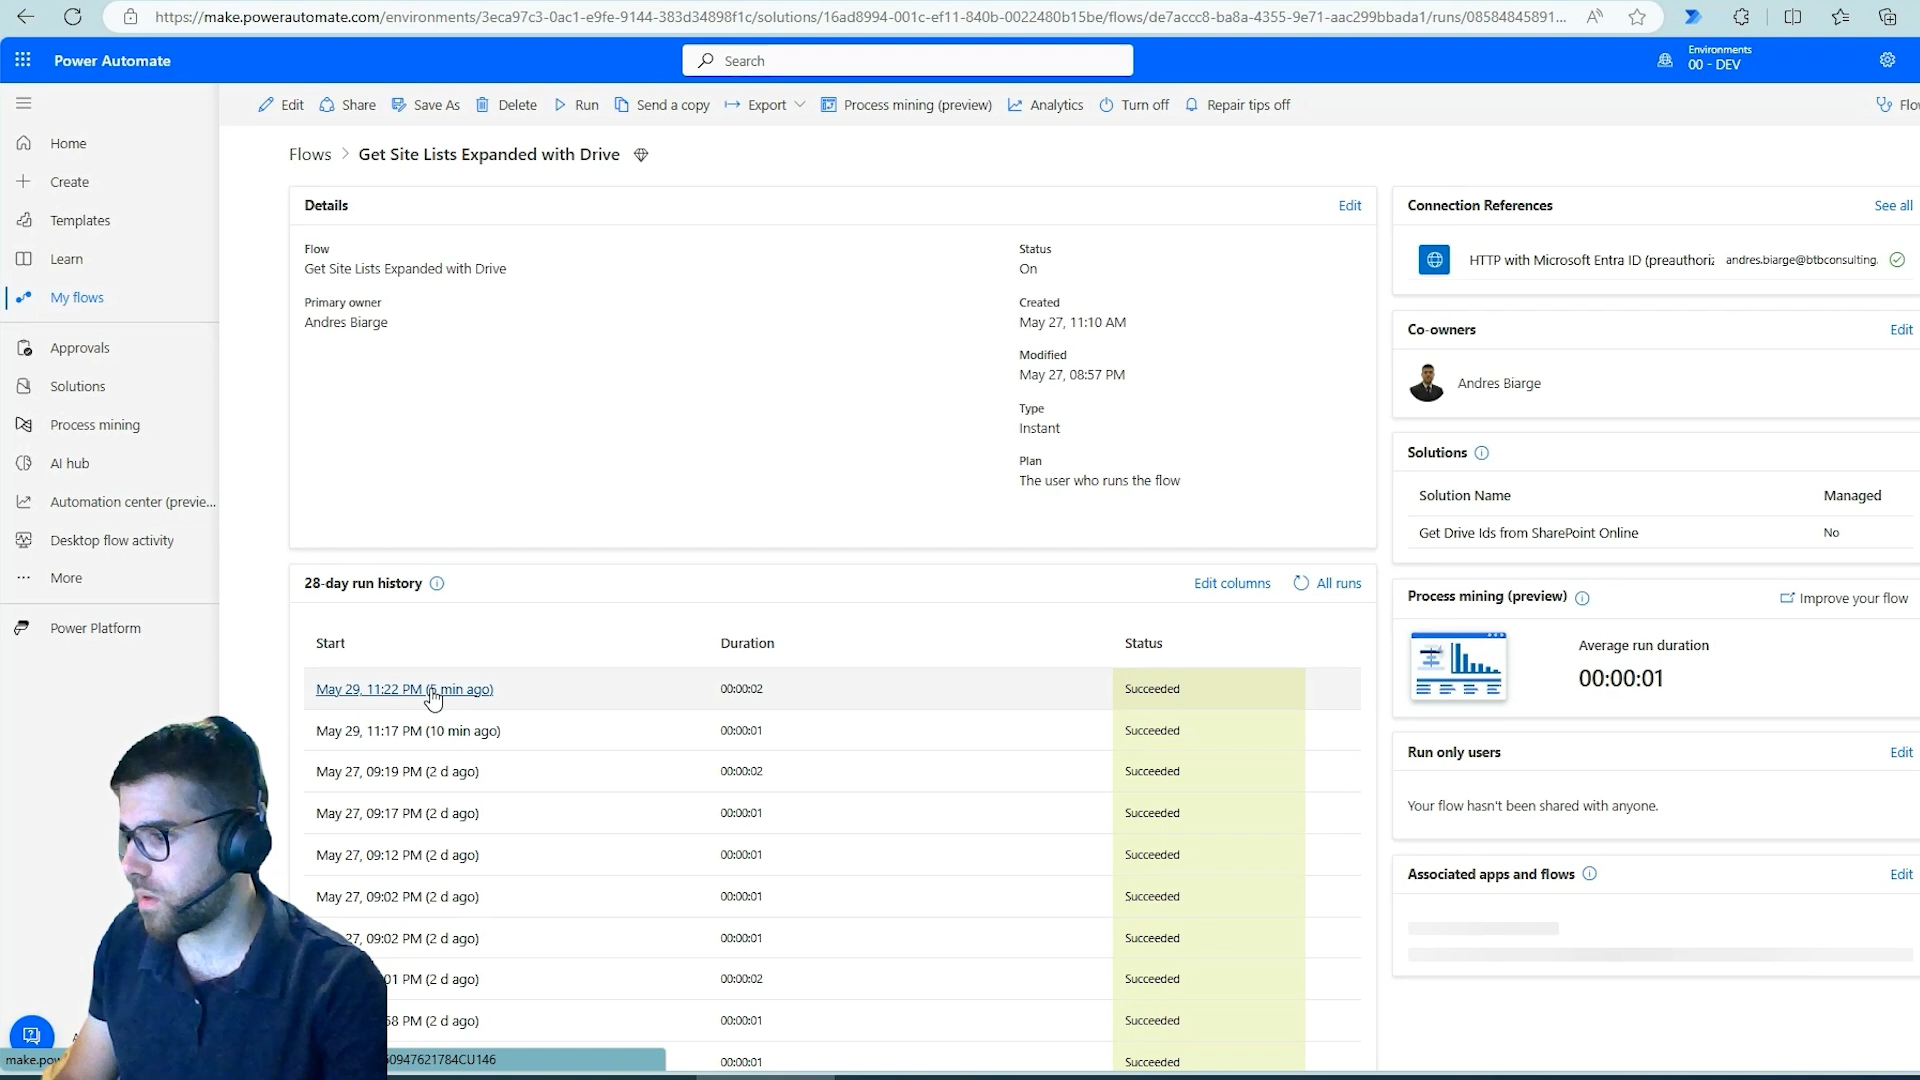 https://make.powerautomate.com/environments/3eca97c3-0ac1-e9fe-9144-383d34898f1c/solutions/16ad8994-001c-ef11-840b-0022480b15be/flows/de7accc8-ba8a-4355-9e71-aac299bbada1/runs/08584845891...
Power Automate
Search
Environments
00 - DEV
Edit Share Save As Delete Run Send a copy Export Process mining (preview) Analytics Turn off Repair tips off Flow
Home
Create
Templates
Learn
My flows
Approvals
Solutions
Process mining
AI hub
Automation center (previe...
Desktop flow activity
More
Power Platform
Flows > Get Site Lists Expanded with Drive
Details Edit
Flow
Get Site Lists Expanded with Drive
Primary owner
Andres Biarge
Status
On
Created
May 27, 11:10 AM
Modified
May 27, 08:57 PM
Type
Instant
Plan
The user who runs the flow
28-day run history Edit columns All runs
Start Duration Status
May 29, 11:22 PM (5 min ago) 00:00:02 Succeeded
May 29, 11:17 PM (10 min ago) 00:00:01 Succeeded
May 27, 09:19 PM (2 d ago) 00:00:02 Succeeded
May 27, 09:17 PM (2 d ago) 00:00:01 Succeeded
May 27, 09:12 PM (2 d ago) 00:00:01 Succeeded
May 27, 09:02 PM (2 d ago) 00:00:01 Succeeded
27, 09:02 PM (2 d ago) 00:00:01 Succeeded
01 PM (2 d ago) 00:00:02 Succeeded
58 PM (2 d ago) 00:00:01 Succeeded
00:00:01 Succeeded
make.pow
0947621784CU146
Connection References See all
HTTP with Microsoft Entra ID (preauthoriz andres.biarge@btbconsulting.
Co-owners Edit
Andres Biarge
Solutions
Solution Name Managed
Get Drive Ids from SharePoint Online No
Process mining (preview) Improve your flow
Average run duration
00:00:01
Run only users Edit
Your flow hasn't been shared with anyone.
Associated apps and flows Edit